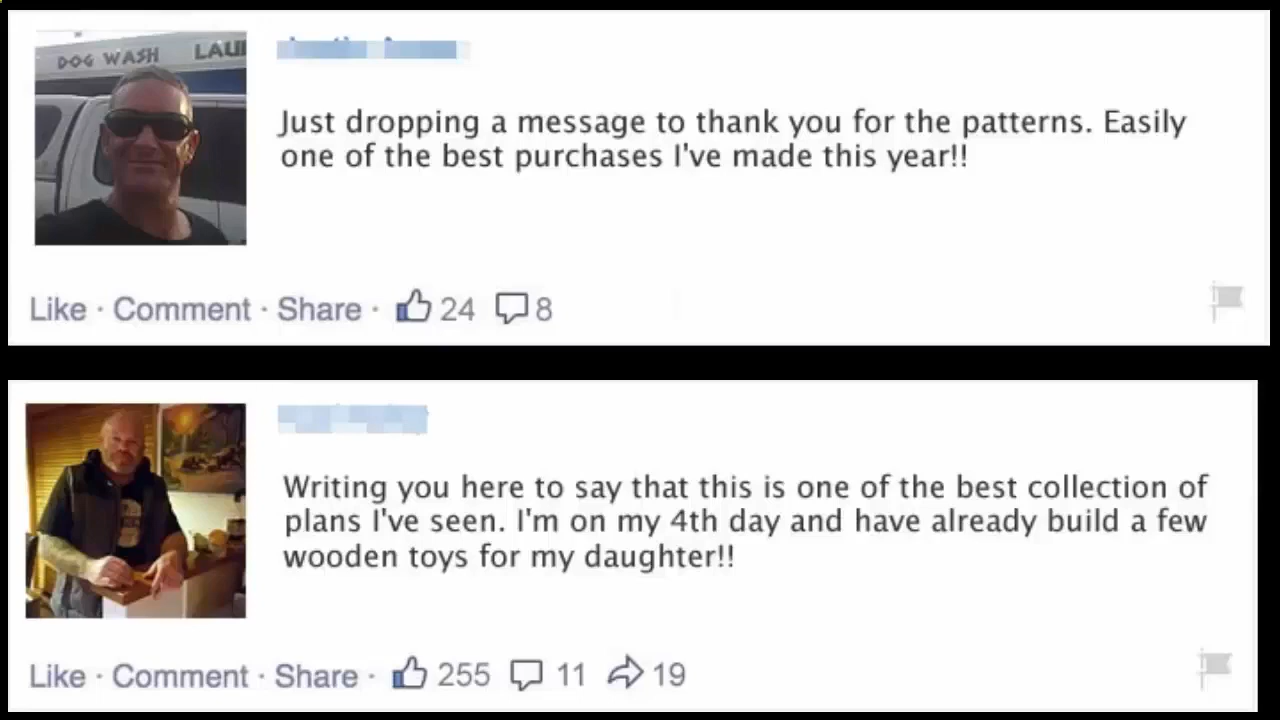 DOG WASH
Just dropping a message to thank you for the patterns. Easily
one of the best purchases I've made this year!!
Like · Comment · Share · 24 8
Writing you here to say that this is one of the best collection of
plans I've seen. I'm on my 4th day and have already build a few
wooden toys for my daughter!!
Like · Comment · Share · 255 11 19